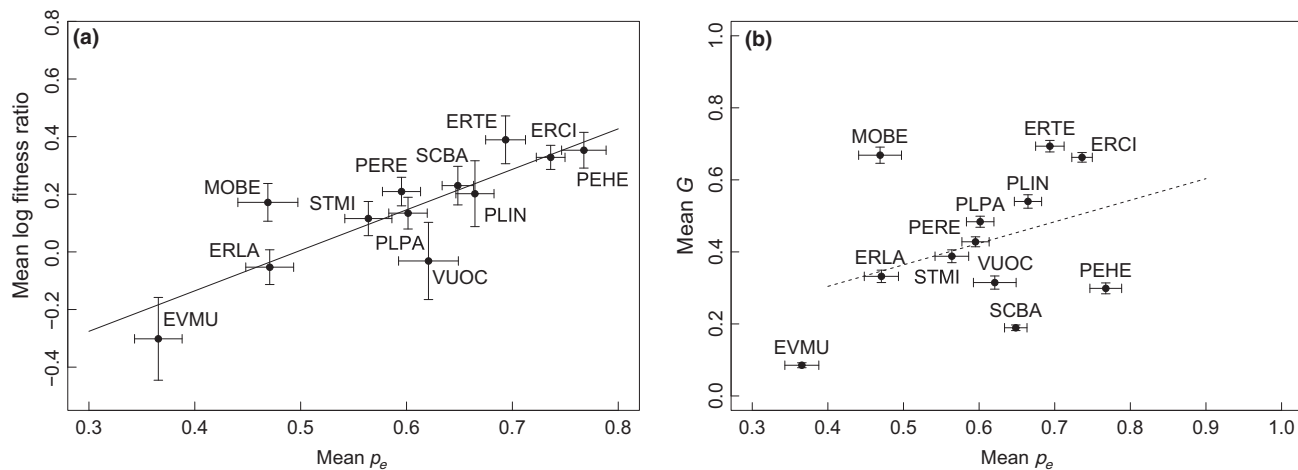 (a)
Mean log fitness ratio
0.8
0.6
0.4
0.2
0.0
−0.2
−0.4
ERTE
ERCI
SCBA
PERE
PEHE
MOBE
STMI
PLIN
PLPA
ERLA
VUOC
EVMU
0.3 0.4 0.5 0.6 0.7 0.8
Mean pe
(b)
Mean G
1.0
0.8
0.6
0.4
0.2
0.0
MOBE
ERTE
ERCI
PLIN
PLPA
PERE
ERLA
STMI
VUOC
PEHE
SCBA
EVMU
0.3 0.4 0.5 0.6 0.7 0.8 0.9 1.0
Mean pe